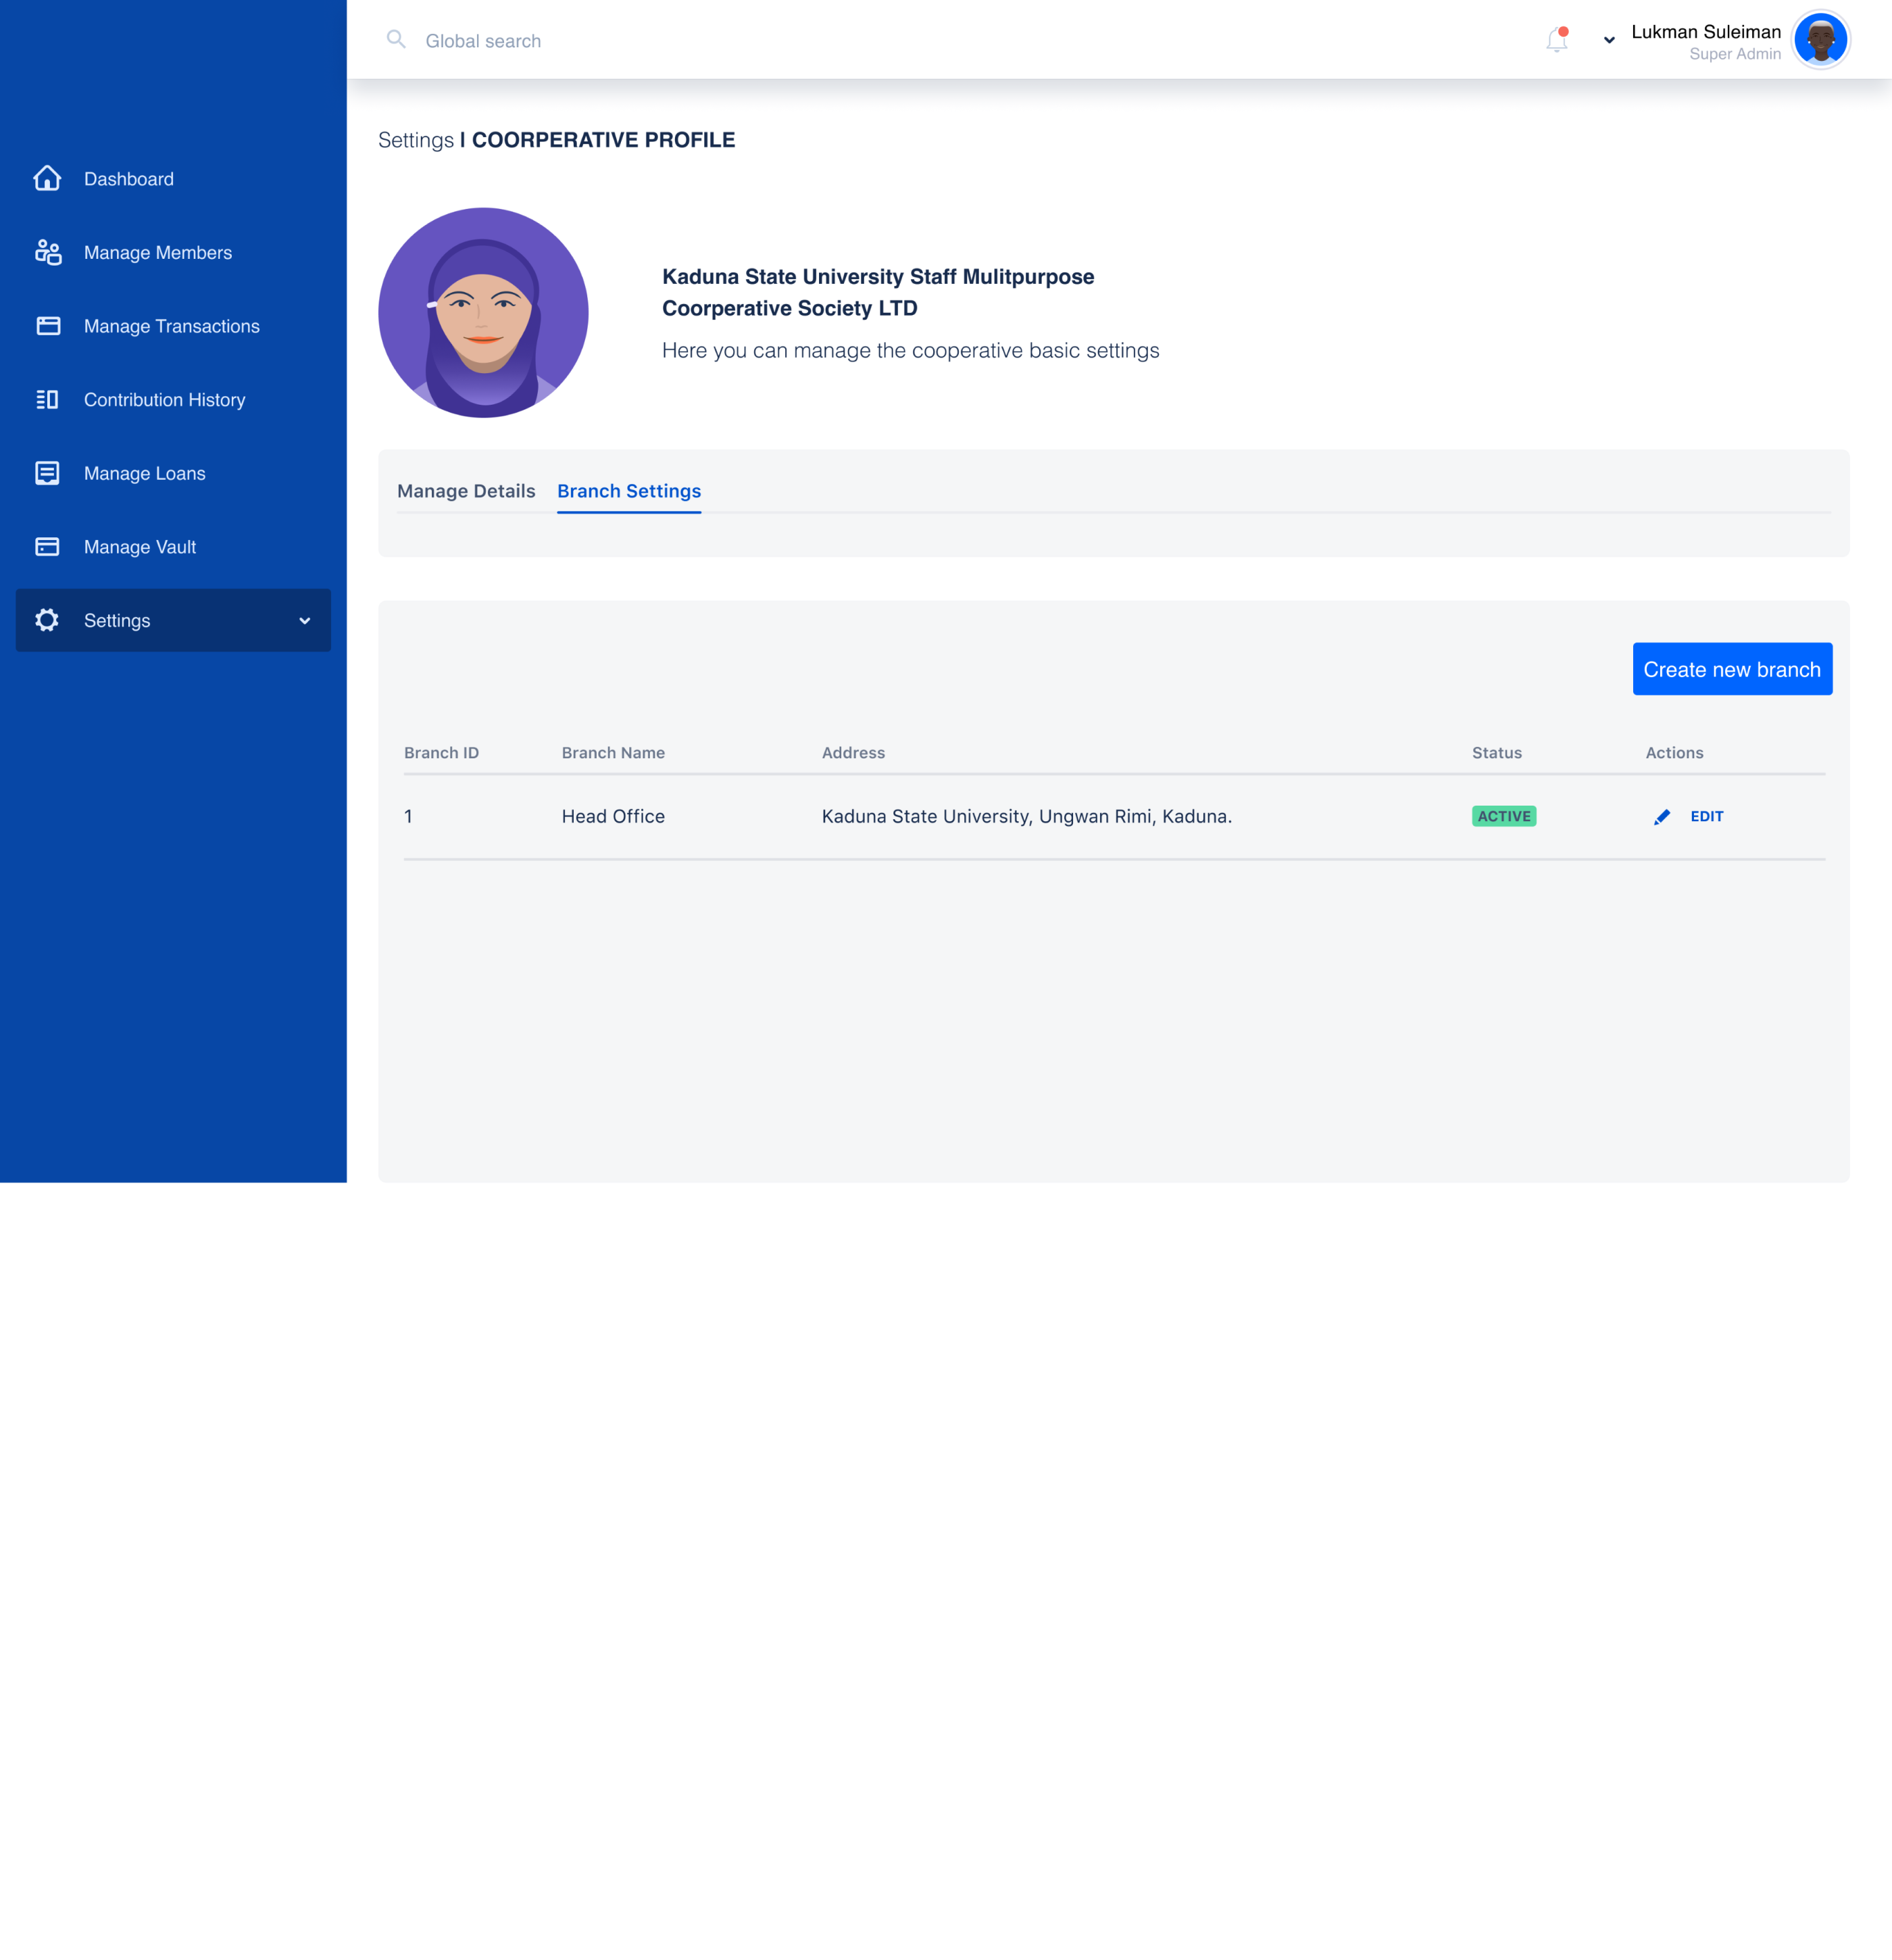 Global search
Lukman Suleiman
Super Admin
Dashboard
Manage Members
Manage Transactions
Contribution History
Manage Loans
Manage Vault
Settings
Settings | COORPERATIVE PROFILE
Kaduna State University Staff Mulitpurpose
Coorperative Society LTD
Here you can manage the cooperative basic settings
Manage Details Branch Settings
Create new branch
Branch ID Branch Name Address Status Actions
1 Head Office Kaduna State University, Ungwan Rimi, Kaduna. ACTIVE EDIT